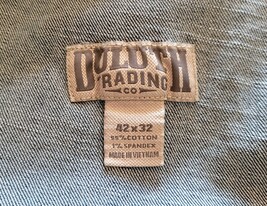 DULUTH
TRADING
CO
42x32
99% COTTON
1% SPANDEX
MADE IN VIETNAM